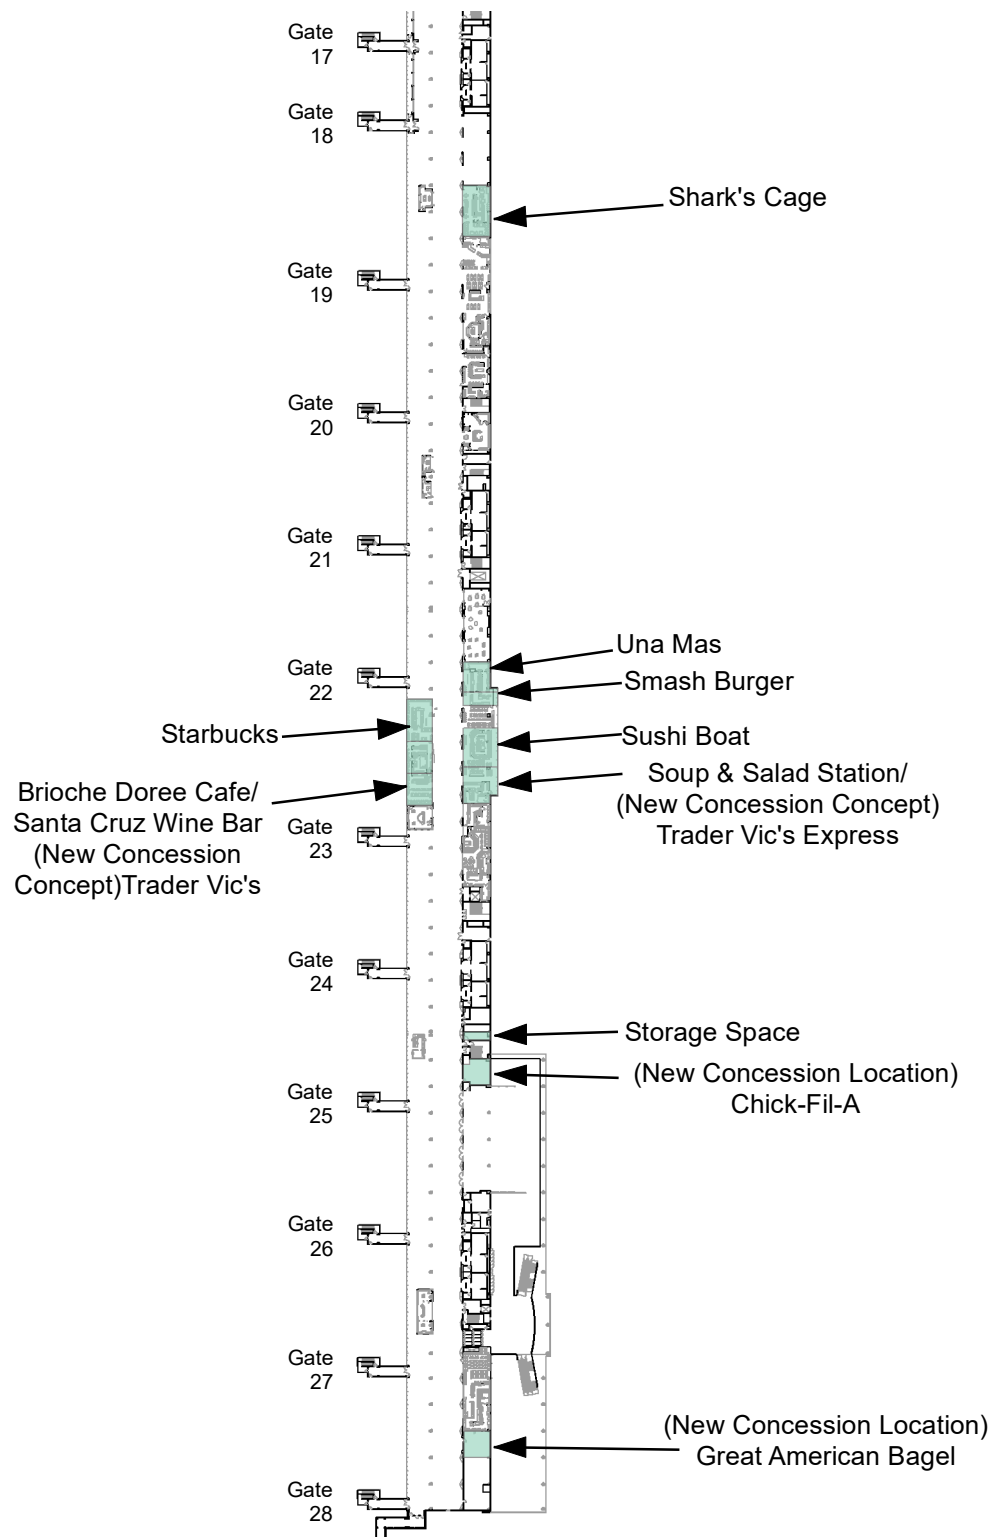 Gate
17
Gate
18
Shark's Cage
Gate
19
Gate
20
Gate
21
Una Mas
Gate
22
Smash Burger
Starbucks
Sushi Boat
Soup & Salad Station/
(New Concession Concept)
Trader Vic's Express
Brioche Doree Cafe/
Santa Cruz Wine Bar
(New Concession
Concept)Trader Vic's
Gate
23
Gate
24
Storage Space
(New Concession Location)
Chick-Fil-A
Gate
25
Gate
26
Gate
27
(New Concession Location)
Great American Bagel
Gate
28